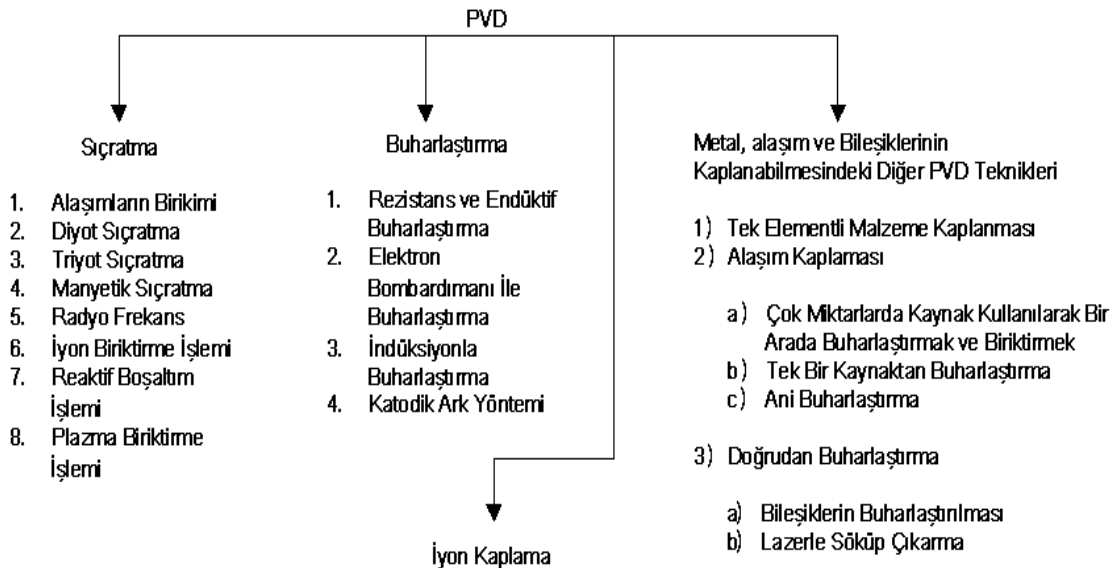 PVD
Sıçratma
1. Alaşımların Birikimi
2. Diyot Sıçratma
3. Triyot Sıçratma
4. Manyetik Sıçratma
5. Radyo Frekans
6. İyon Biriktirme İşlemi
7. Reaktif Boşaltım
İşlemi
8. Plazma Biriktirme
İşlemi
Buharlaştırma
1. Rezistans ve Endüktif
Buharlaştırma
2. Elektron
Bombardımanı İle
Buharlaştırma
3. İndüksiyonla
Buharlaştırma
4. Katodik Ark Yöntemi
İyon Kaplama
Metal, alaşım ve Bileşiklerinin
Kaplanabilmesindeki Diğer PVD Teknikleri
1) Tek Elementli Malzeme Kaplanması
2) Alaşım Kaplaması
a) Çok Miktarlarda Kaynak Kullanılarak Bir
Arada Buharlaştırmak ve Biriktirmek
b) Tek Bir Kaynaktan Buharlaştırma
c) Ani Buharlaştırma
3) Doğrudan Buharlaştırma
a) Bileşiklerin Buharlaştırılması
b) Lazerle Söküp Çıkarma